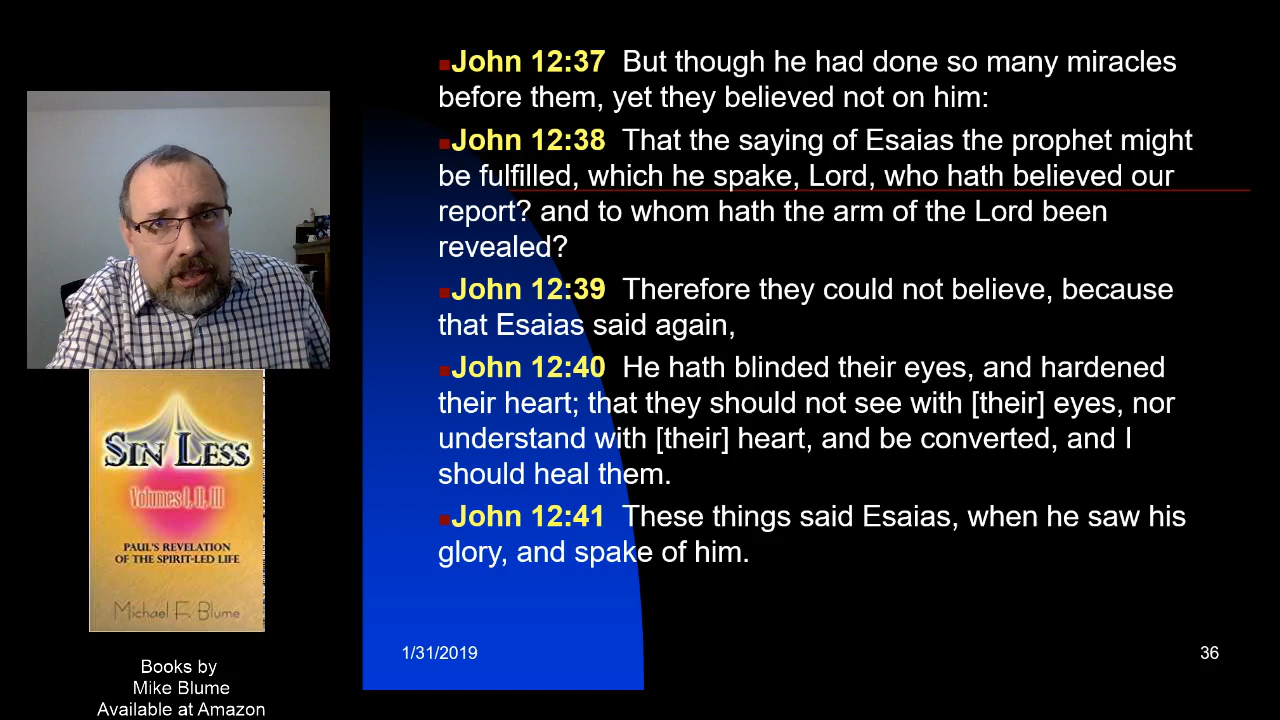 John 12:37  But though he had done so many miracles
before them, yet they believed not on him:
John 12:38  That the saying of Esaias the prophet might
be fulfilled, which he spake, Lord, who hath believed our
report? and to whom hath the arm of the Lord been
revealed?
John 12:39  Therefore they could not believe, because
that Esaias said again,
John 12:40  He hath blinded their eyes, and hardened
their heart; that they should not see with [their] eyes, nor
understand with [their] heart, and be converted, and I
should heal them.
John 12:41  These things said Esaias, when he saw his
glory, and spake of him.
1/31/2019
36
SIN LESS
Volumes I, II, III
PAUL'S REVELATION
OF THE SPIRIT-LED LIFE
Michael F. Blume
Books by
Mike Blume
Available at Amazon